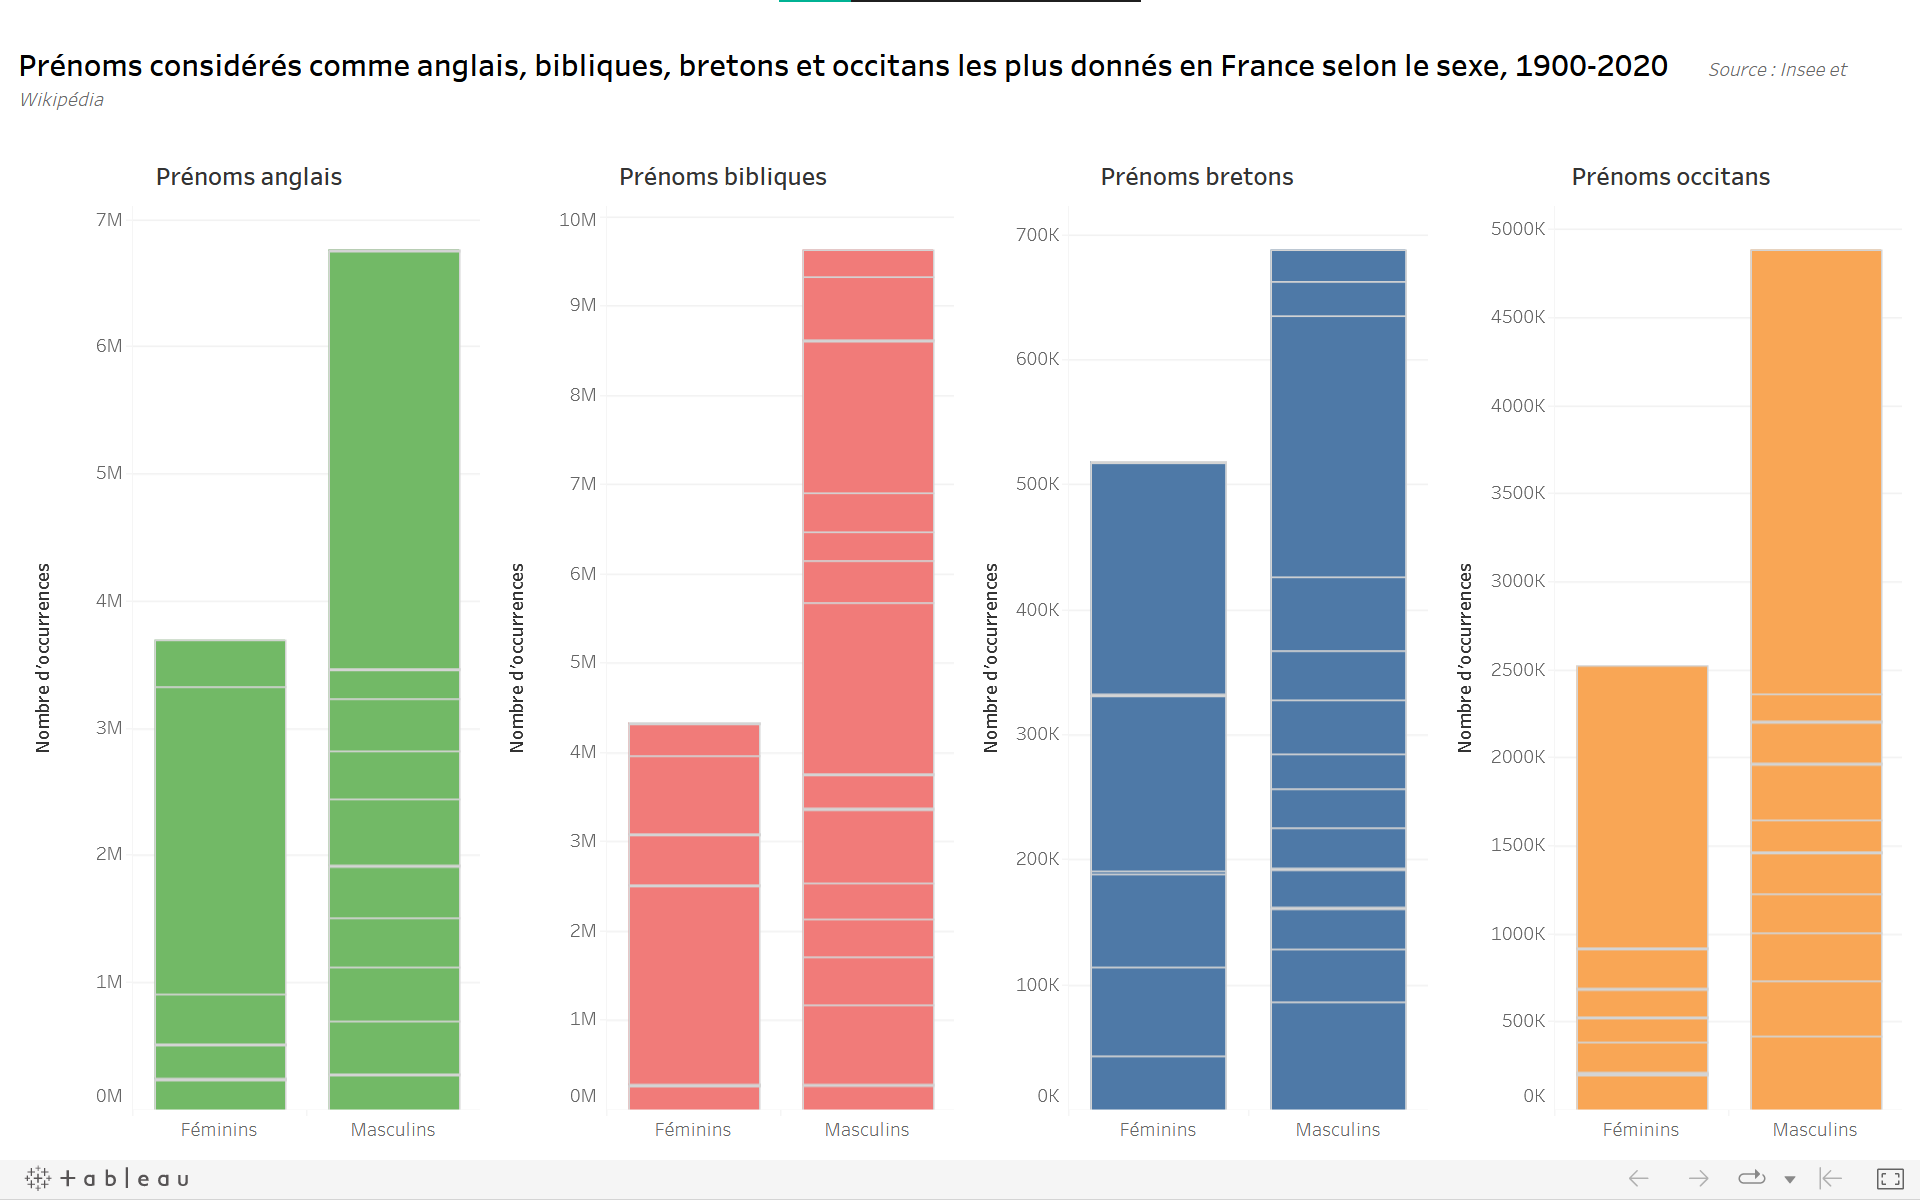 Prénoms considérés comme anglais, bibliques, bretons et occitans les plus donnés en France selon le sexe, 1900-2020 Source : Insee et
Wikipédia
Prénoms anglais
Nombre d'occurrences
7M
6M
5M
4M
3M
2M
1M
0M
Féminins
Masculins
Prénoms bibliques
Nombre d'occurrences
10M
9M
8M
7M
6M
5M
4M
3M
2M
1M
0M
Féminins
Masculins
Prénoms bretons
Nombre d'occurrences
700K
600K
500K
400K
300K
200K
100K
0K
Féminins
Masculins
Prénoms occitans
Nombre d'occurrences
5000K
4500K
4000K
3500K
3000K
2500K
2000K
1500K
1000K
500K
0K
Féminins
Masculins
+ableau